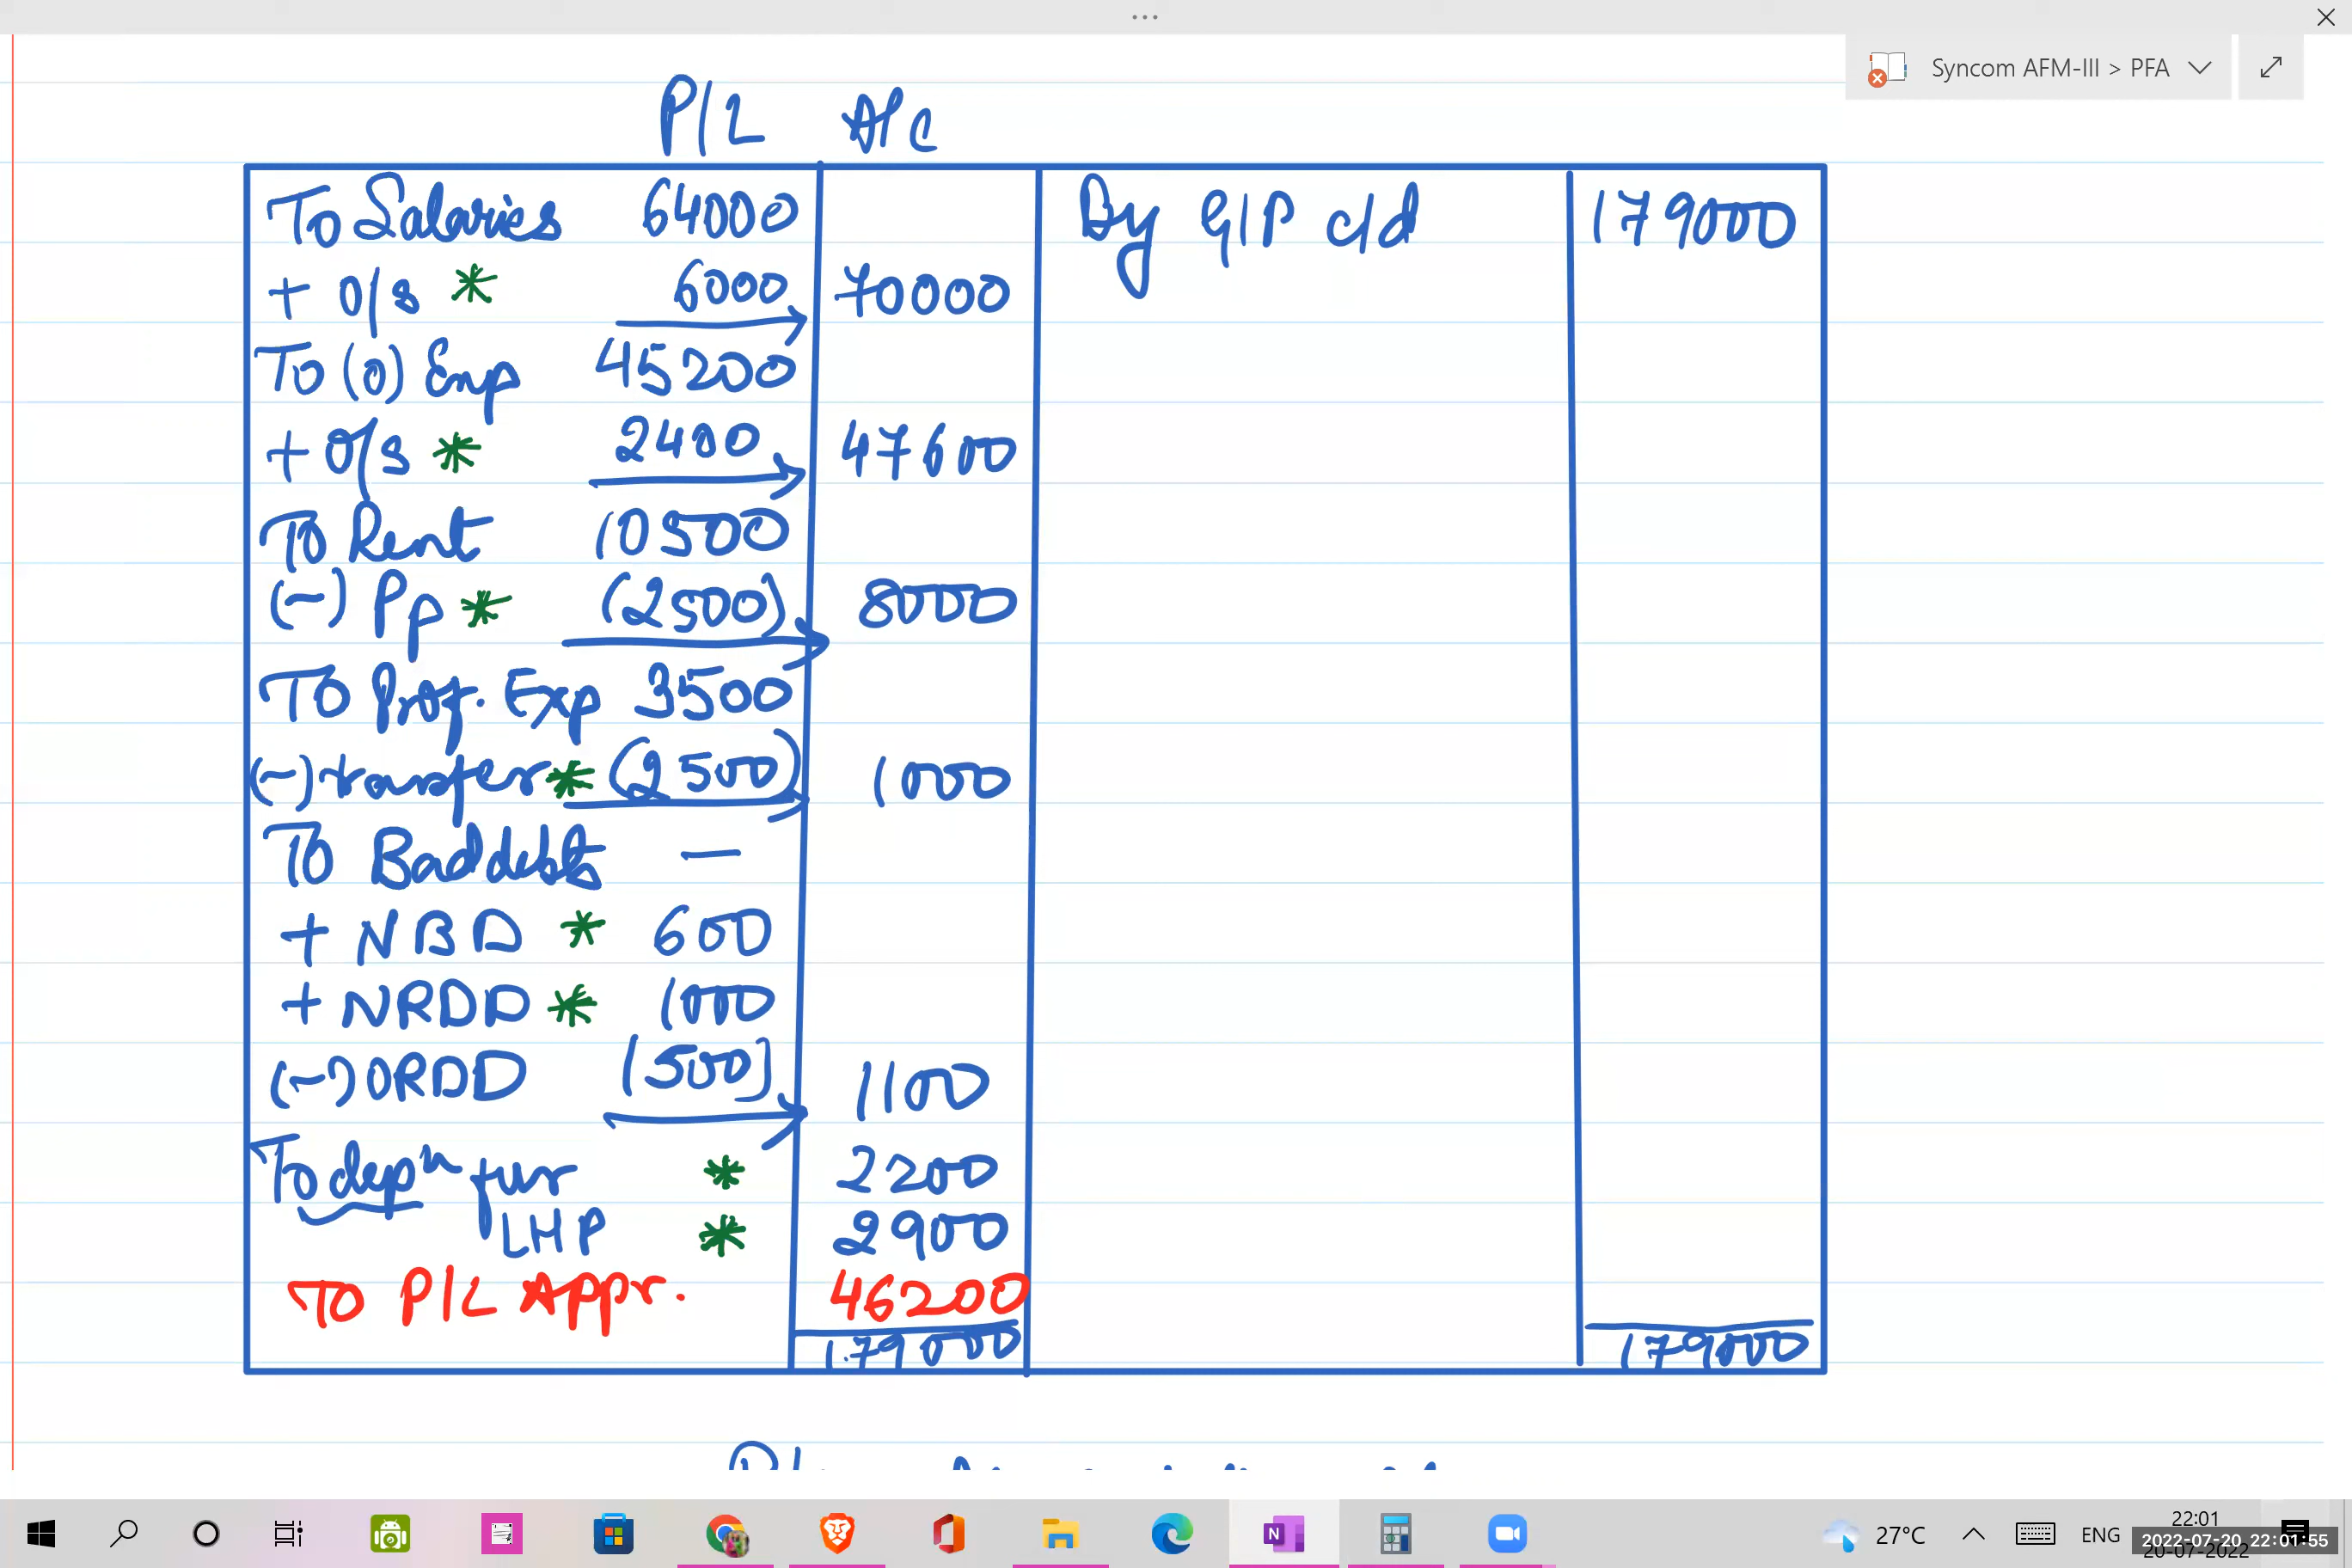 Syncom AFM-III > PFA
P/L A/c
To Salaries 64000 By G/P c/d 179000
+ O/s * 6000 70000
To (O) Exp 45200
+ O/s * 2400 47600
To Rent 10500
(-) Pp * (2500) 8000
To Prof. Exp 3500
(-) transfer * (2500) 1000
To Baddebts —
+ NBD * 600
+ NRDD * 1000
(-) ORDD (500) 1100
To depn fur * 2200
LHP * 2900
To P/L Appr. 46200
179000 179000
27°C
ENG
22:01
2022-07-20 22:01:55
20-07-2022